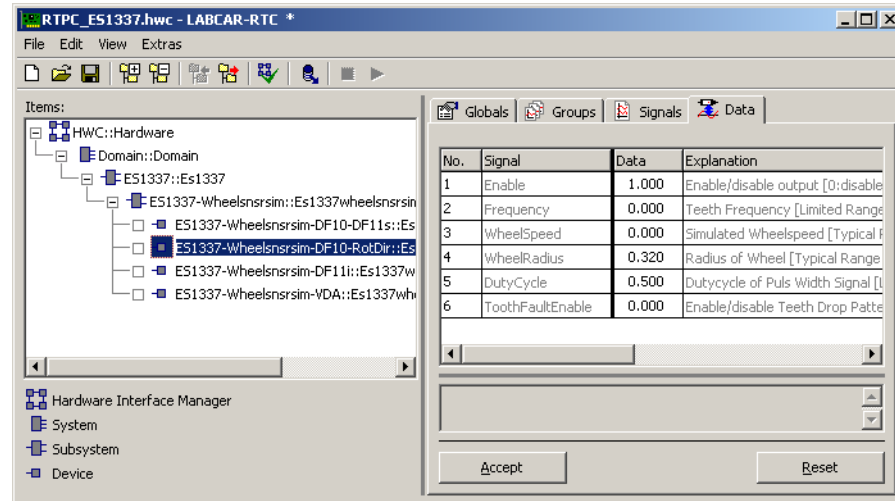 RTPC_ES1337.hwc - LABCAR-RTC *
File Edit View Extras
Items:
HWC::Hardware
Domain::Domain
ES1337::Es1337
ES1337-Wheelsnsrsim::Es1337wheelsnsrsin
ES1337-Wheelsnsrsim-DF10-DF11s::Es
ES1337-Wheelsnsrsim-DF10-RotDir::Es
ES1337-Wheelsnsrsim-DF11i::Es1337w
ES1337-Wheelsnsrsim-VDA::Es1337wh
Hardware Interface Manager
System
Subsystem
Device
Globals Groups Signals Data
No. Signal Data Explanation
1 Enable 1.000 Enable/disable output [0:disable
2 Frequency 0.000 Teeth Frequency [Limited Range
3 WheelSpeed 0.000 Simulated Wheelspeed [Typical
4 WheelRadius 0.320 Radius of Wheel [Typical Range
5 DutyCycle 0.500 Dutycycle of Puls Width Signal [L
6 ToothFaultEnable 0.000 Enable/disable Teeth Drop Patte
Accept Reset